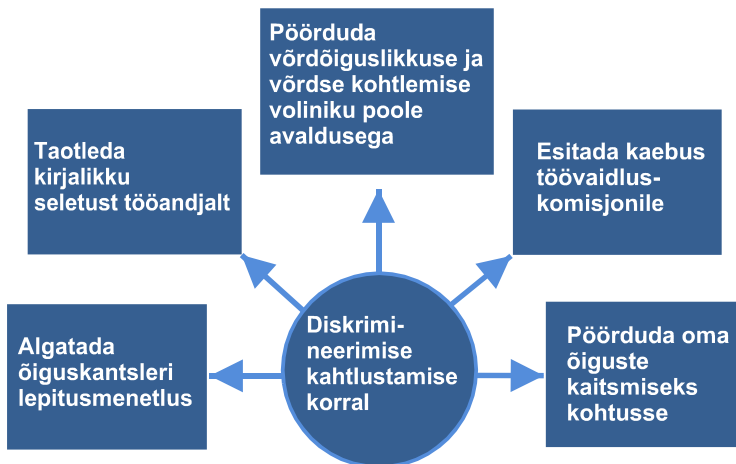 Pöörduda
võrdõiguslikkuse ja
võrdse kohtlemise
voliniku poole
avaldusega
Taotleda
kirjalikku
seletust tööandjalt
Esitada kaebus
töövaidlus-
komisjonile
Algatada
õiguskantsleri
lepitusmenetlus
Diskrimi-
neerimise
kahtlustamise
korral
Pöörduda oma
õiguste
kaitsmiseks
kohtusse